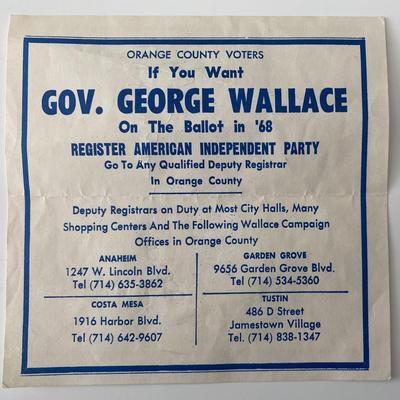 ORANGE COUNTY VOTERS
If You Want
GOV. GEORGE WALLACE
On The Ballot in '68
REGISTER AMERICAN INDEPENDENT PARTY
Go To Any Qualified Deputy Registrar
In Orange County
Deputy Registrars on Duty at Most City Halls, Many
Shopping Centers And The Following Wallace Campaign
Offices in Orange County
ANAHEIM
1247 W. Lincoln Blvd.
Tel (714) 635-3862
GARDEN GROVE
9656 Garden Grove Blvd.
Tel (714) 534-5360
COSTA MESA
1916 Harbor Blvd.
Tel (714) 642-9607
TUSTIN
486 D Street
Jamestown Village
Tel. (714) 838-1347